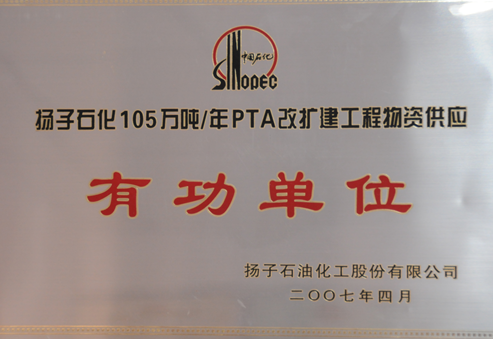 中国石化
SINOPEC
扬子石化105万吨/年PTA改扩建工程物资供应
有功单位
扬子石油化工股份有限公司
二〇〇七年四月